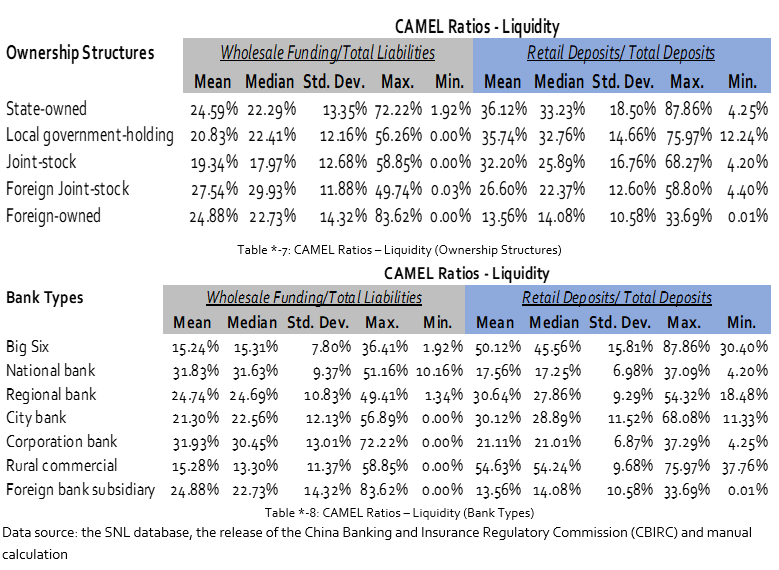 CAMEL Ratios - Liquidity
Ownership Structures Wholesale Funding/Total Liabilities Retail Deposits/ Total Deposits
Mean Median Std. Dev. Max. Min. Mean Median Std. Dev. Max. Min.
State-owned 24.59% 22.29% 13.35% 72.22% 1.92% 36.12% 33.23% 18.50% 87.86% 4.25%
Local government-holding 20.83% 22.41% 12.16% 56.26% 0.00% 35.74% 32.76% 14.66% 75.97% 12.24%
Joint-stock 19.34% 17.97% 12.68% 58.85% 0.00% 32.20% 25.89% 16.76% 68.27% 4.20%
Foreign Joint-stock 27.54% 29.93% 11.88% 49.74% 0.03% 26.60% 22.37% 12.60% 58.80% 4.40%
Foreign-owned 24.88% 22.73% 14.32% 83.62% 0.00% 13.56% 14.08% 10.58% 33.69% 0.01%
Table *-7: CAMEL Ratios – Liquidity (Ownership Structures)
CAMEL Ratios - Liquidity
Bank Types Wholesale Funding/Total Liabilities Retail Deposits/ Total Deposits
Mean Median Std. Dev. Max. Min. Mean Median Std. Dev. Max. Min.
Big Six 15.24% 15.31% 7.80% 36.41% 1.92% 50.12% 45.56% 15.81% 87.86% 30.40%
National bank 31.83% 31.63% 9.37% 51.16% 10.16% 17.56% 17.25% 6.98% 37.09% 4.20%
Regional bank 24.74% 24.69% 10.83% 49.41% 1.34% 30.64% 27.86% 9.29% 54.32% 18.48%
City bank 21.30% 22.56% 12.13% 56.89% 0.00% 30.12% 28.89% 11.52% 68.08% 11.33%
Corporation bank 31.93% 30.45% 13.01% 72.22% 0.00% 21.11% 21.01% 6.87% 37.29% 4.25%
Rural commercial 15.28% 13.30% 11.37% 58.85% 0.00% 54.63% 54.24% 9.68% 75.97% 37.76%
Foreign bank subsidiary 24.88% 22.73% 14.32% 83.62% 0.00% 13.56% 14.08% 10.58% 33.69% 0.01%
Table *-8: CAMEL Ratios – Liquidity (Bank Types)
Data source: the SNL database, the release of the China Banking and Insurance Regulatory Commission (CBIRC) and manual
calculation